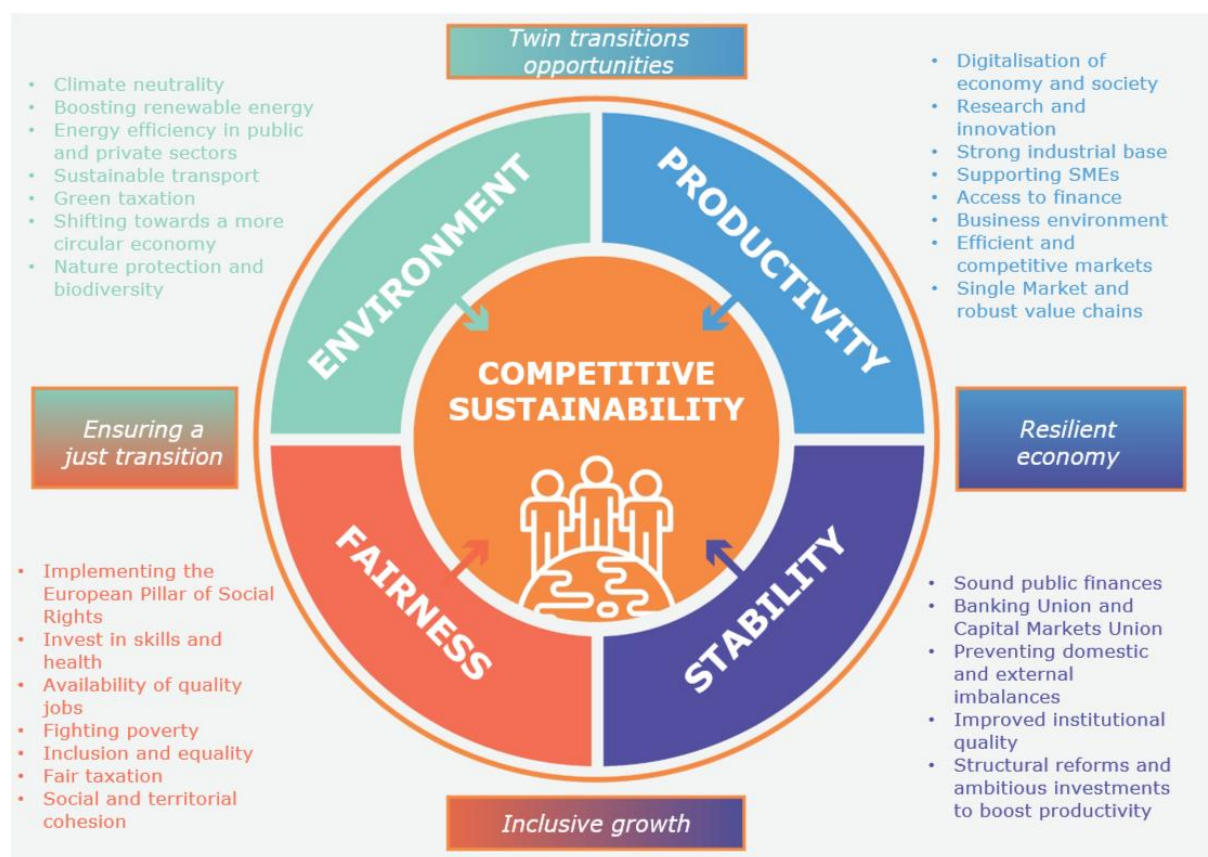 Twin transitions
opportunities
• Climate neutrality
• Boosting renewable energy
• Energy efficiency in public
and private sectors
• Sustainable transport
• Green taxation
• Shifting towards a more
circular economy
• Nature protection and
biodiversity
• Digitalisation of
economy and society
• Research and
innovation
• Strong industrial base
• Supporting SMEs
• Access to finance
• Business environment
• Efficient and
competitive markets
• Single Market and
robust value chains
ENVIRONMENT
PRODUCTIVITY
COMPETITIVE
SUSTAINABILITY
Ensuring a
just transition
Resilient
economy
FAIRNESS
STABILITY
• Implementing the
European Pillar of Social
Rights
• Invest in skills and
health
• Availability of quality
jobs
• Fighting poverty
• Inclusion and equality
• Fair taxation
• Social and territorial
cohesion
• Sound public finances
• Banking Union and
Capital Markets Union
• Preventing domestic
and external
imbalances
• Improved institutional
quality
• Structural reforms and
ambitious investments
to boost productivity
Inclusive growth